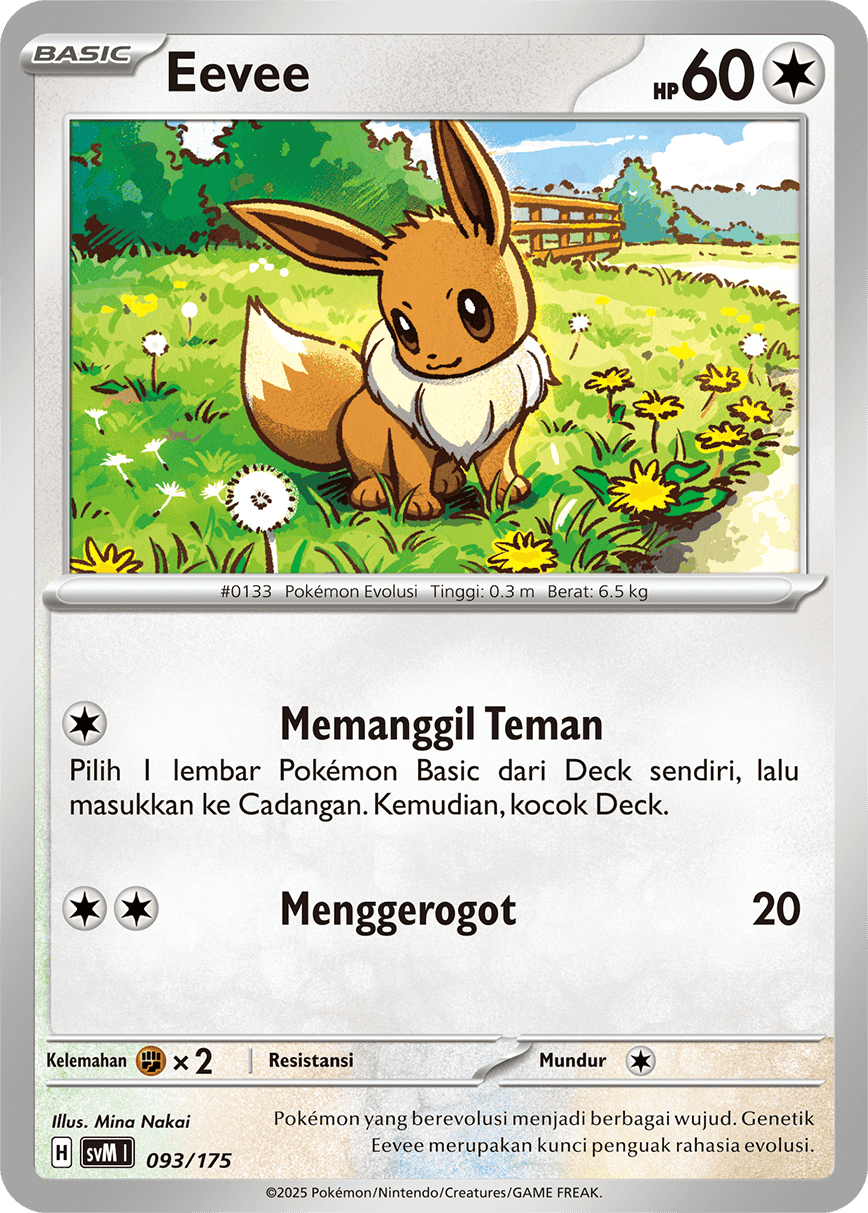 BASIC
Eevee
HP 60
#0133 Pokémon Evolusi Tinggi: 0.3 m Berat: 6.5 kg
Memanggil Teman
Pilih 1 lembar Pokémon Basic dari Deck sendiri, lalu
masukkan ke Cadangan. Kemudian, kocok Deck.
Menggerogot 20
Kelemahan ×2 Resistansi Mundur
Illus. Mina Nakai
Pokémon yang berevolusi menjadi berbagai wujud. Genetik
Eevee merupakan kunci penguak rahasia evolusi.
H svM I 093/175
©2025 Pokémon/Nintendo/Creatures/GAME FREAK.